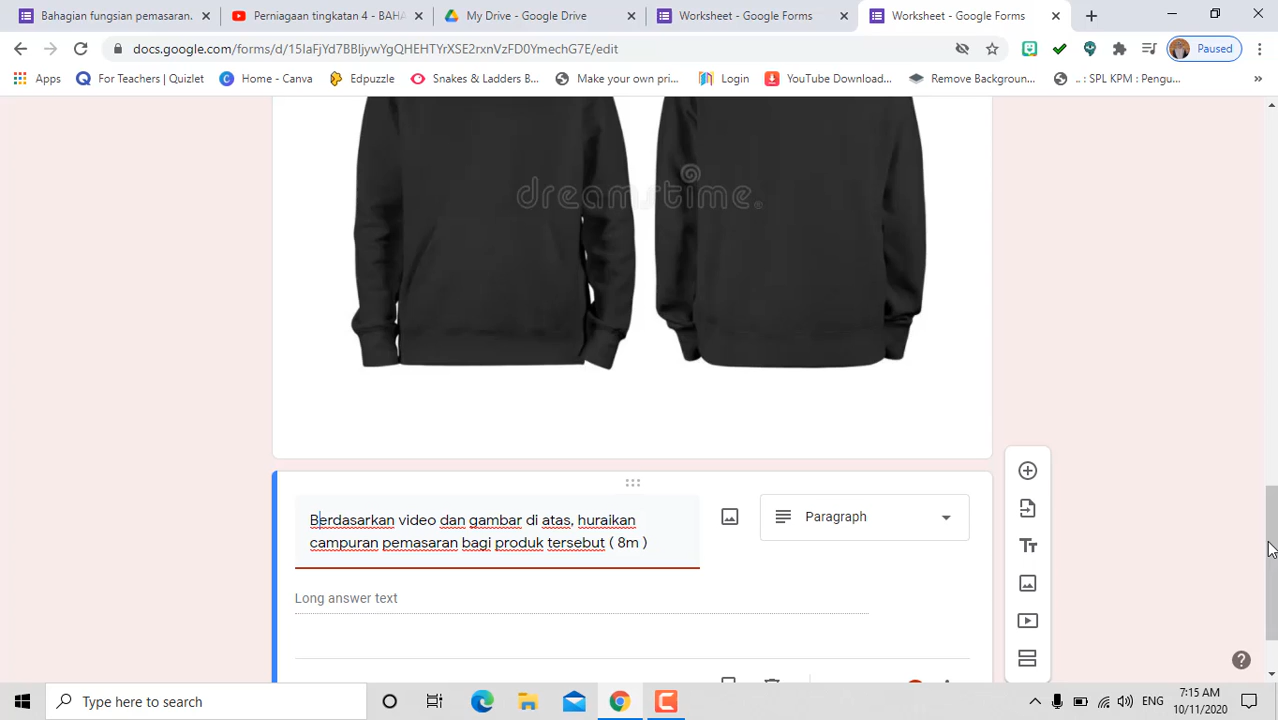 Bahagian fungsian pemasaran.
Perniagaan tingkatan 4 - BAHA
My Drive - Google Drive
Worksheet - Google Forms
Worksheet - Google Forms
docs.google.com/forms/d/15IaFjYd7BBIjywYgQHEHTYrXSE2rxnVzFD0YmechG7E/edit
Paused
Apps
For Teachers | Quizlet
Home - Canva
Edpuzzle
Snakes & Ladders B...
Make your own pri...
Login
YouTube Download...
Remove Backgroun...
.. : SPL KPM : Pengu...
dreamstime.
Berdasarkan video dan gambar di atas, huraikan
campuran pemasaran bagi produk tersebut ( 8m )
Paragraph
Long answer text
Type here to search
ENG
7:15 AM
10/11/2020